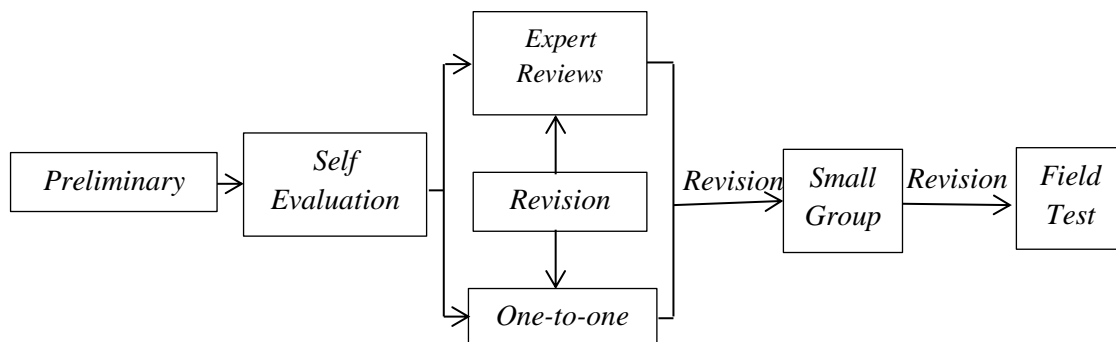 Preliminary
Self
Evaluation
Expert
Reviews
Revision
One-to-one
Revision
Small
Group
Revision
Field
Test